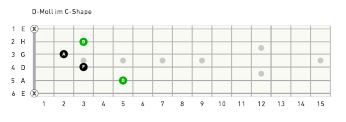 D-Moll im C-Shape
1 E X
2 H D
3 G A
4 D F
5 A D
6 E X
1 2 3 4 5 6 7 8 9 10 11 12 13 14 15